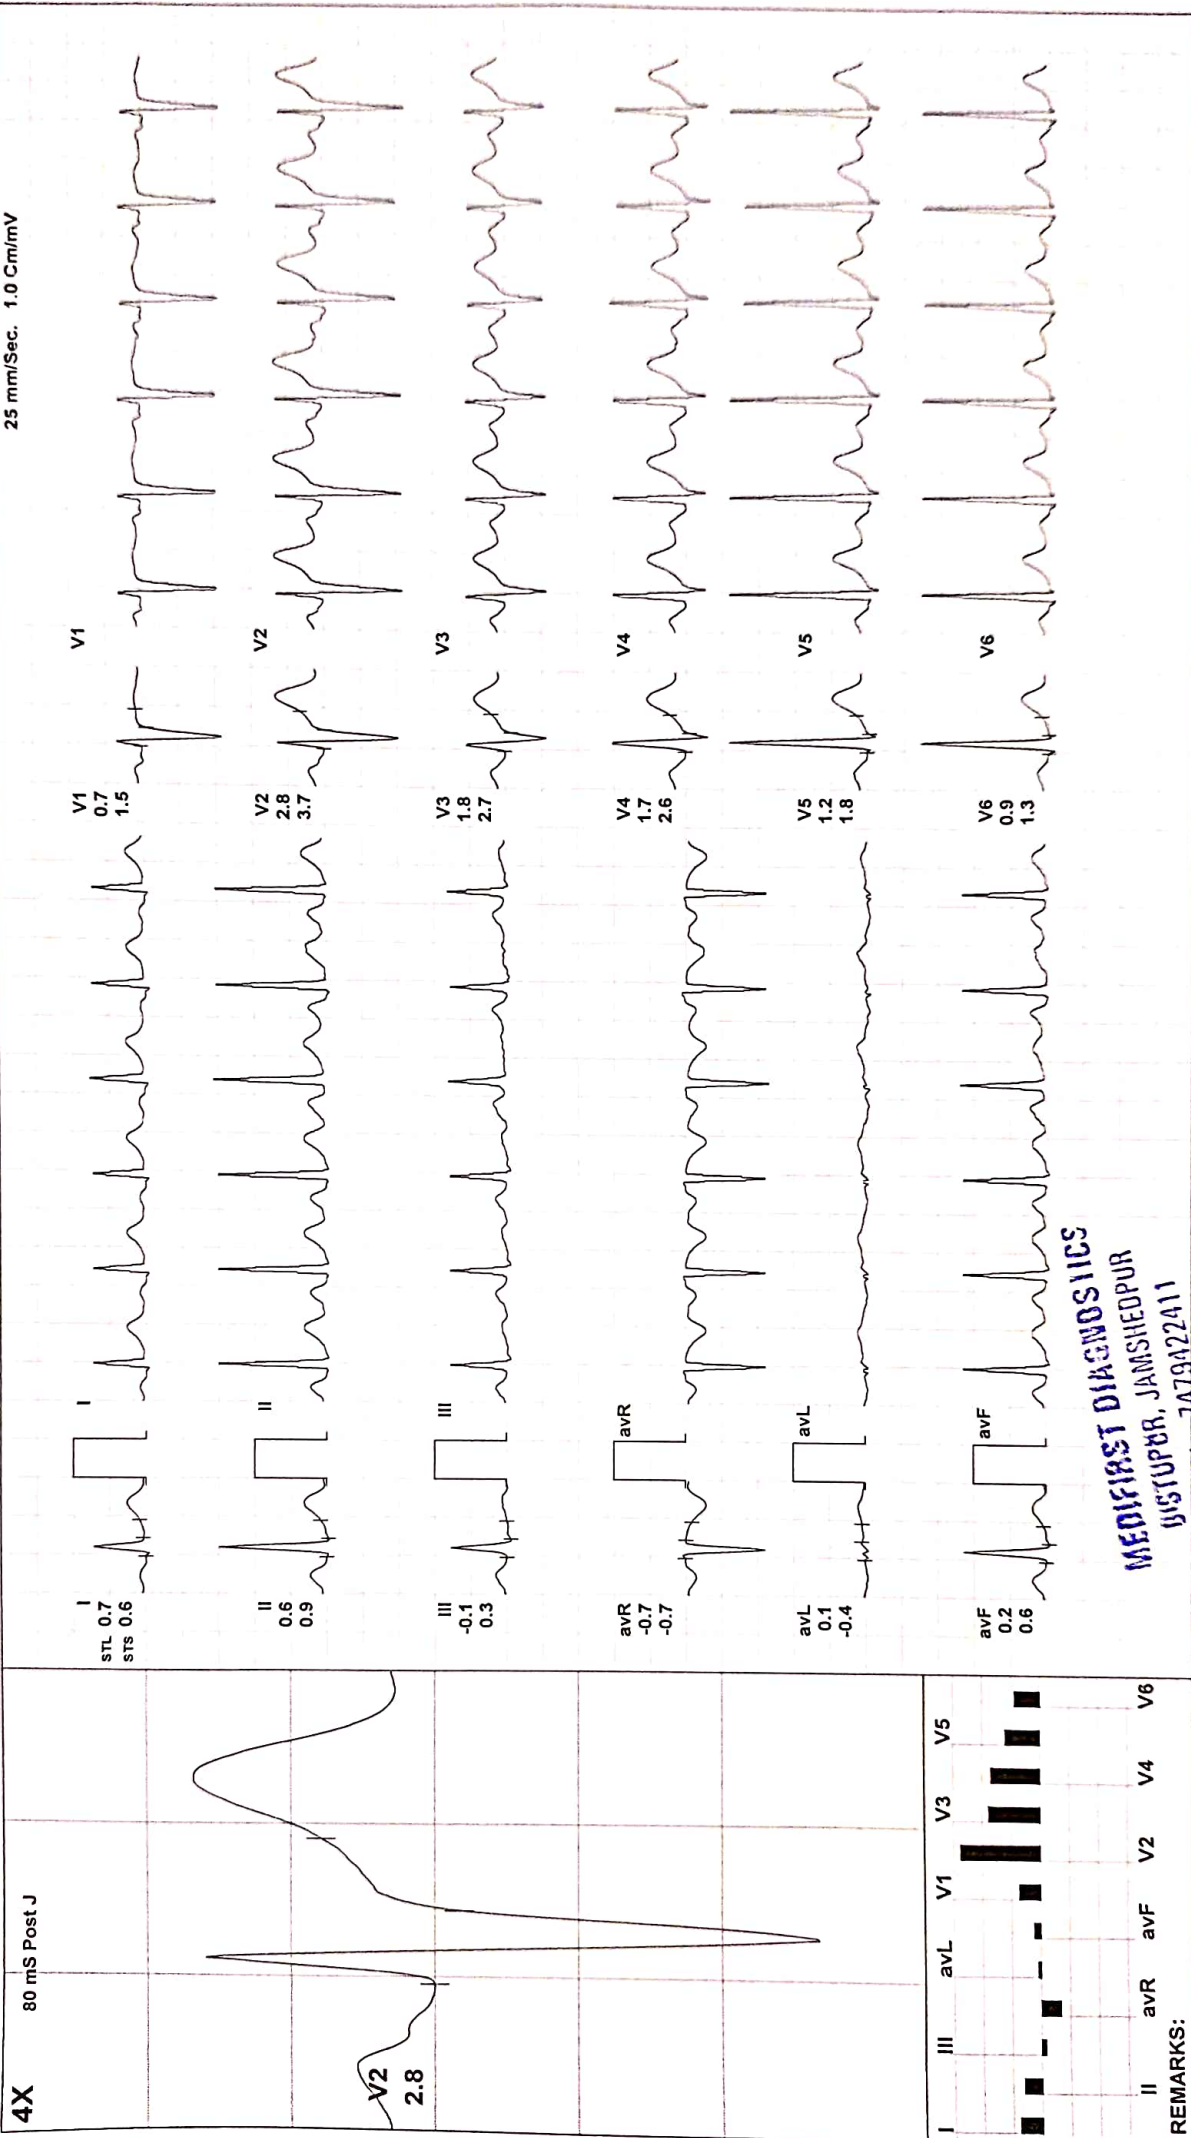 4X
80 mS Post J
25 mm/Sec. 1.0 Cm/mV
V2
2.8
I
STL 0.7
STS 0.6
I
V1
0.7
1.5
V1
II
0.6
0.9
II
V2
2.8
3.7
V2
III
-0.1
0.3
III
V3
1.8
2.7
V3
avR
-0.7
-0.7
avR
V4
1.7
2.6
V4
avL
0.1
-0.4
avL
V5
1.2
1.8
V5
avF
0.2
0.6
avF
V6
0.9
1.3
V6
I III avL V1 V3 V5
II avR avF V2 V4 V6
REMARKS:
MEDIFIRST DIAGNOSTICS
BISTUPUR, JAMSHEDPUR
7479422411